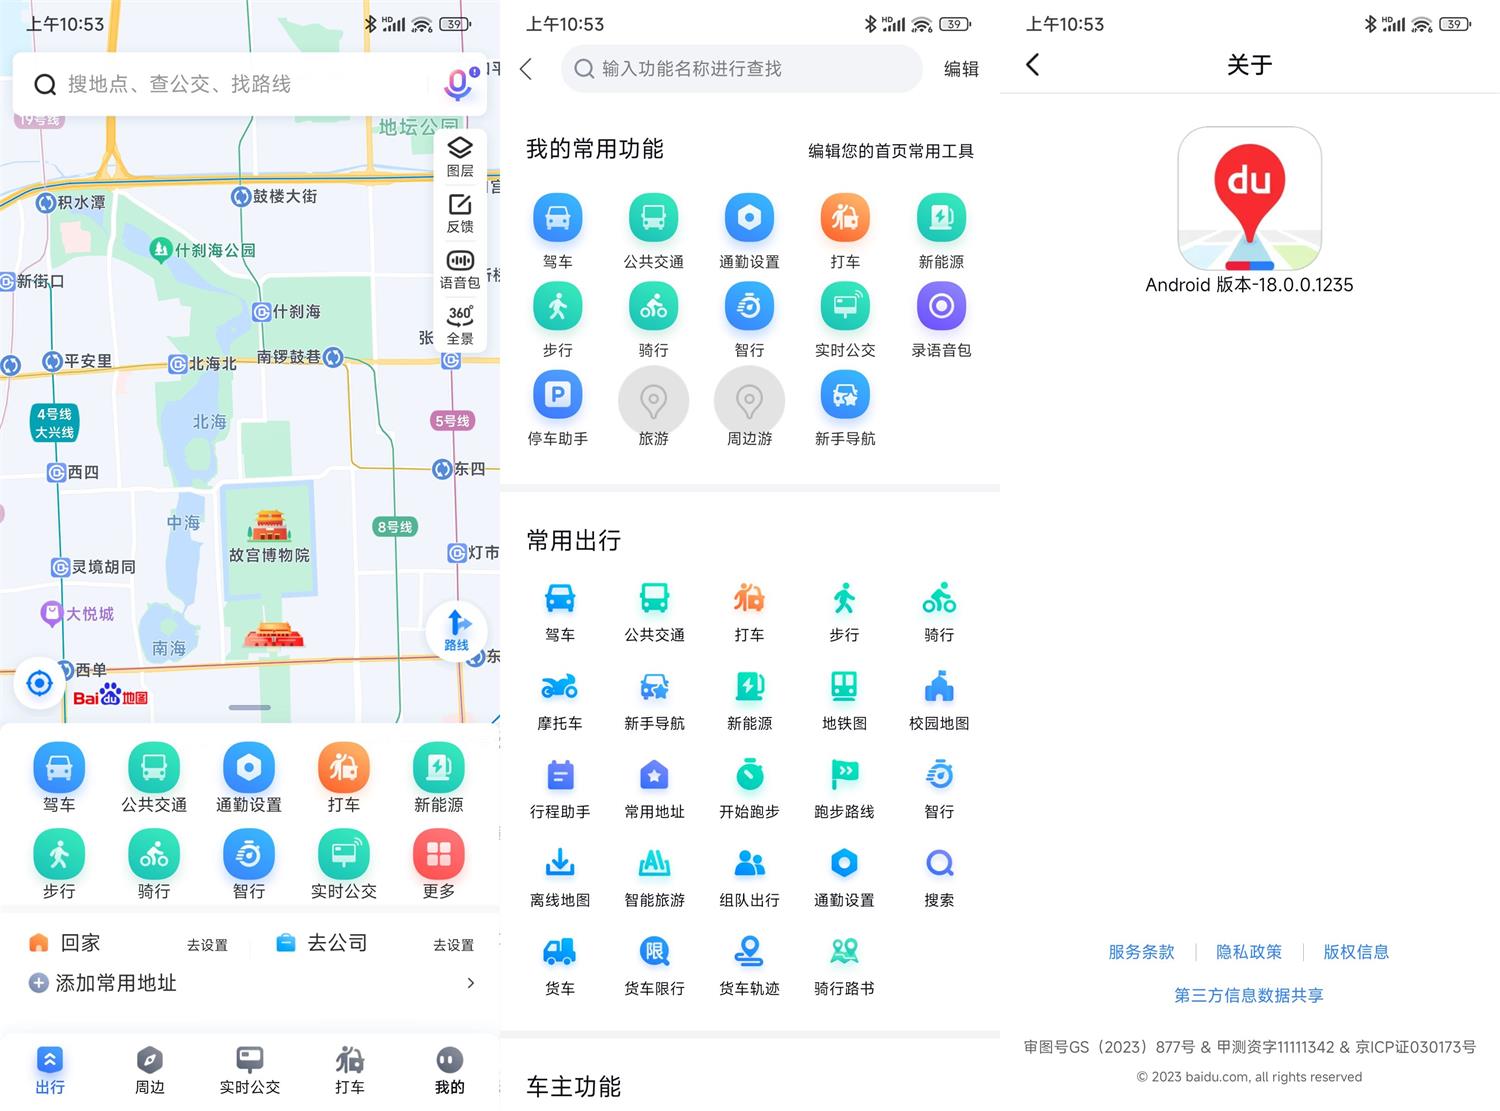 上午10:53
HD
39
搜地点、查公交、找路线
19号线
地坛公园
图层
积水潭
鼓楼大街
反馈
什刹海公园
新街口
语音包
什刹海
360°
全景
张
平安里
北海北
南锣鼓巷
4号线
大兴线
北海
5号线
西四
东四
中海
8号线
故宫博物院
灯市
灵境胡同
大悦城
南海
路线
东
西单
Bai du 地图
驾车
公共交通
通勤设置
打车
新能源
步行
骑行
智行
实时公交
更多
回家
去设置
去公司
去设置
添加常用地址
出行
周边
实时公交
打车
我的
上午10:53
HD
39
输入功能名称进行查找
编辑
我的常用功能
编辑您的首页常用工具
驾车
公共交通
通勤设置
打车
新能源
步行
骑行
智行
实时公交
录语音包
P
停车助手
旅游
周边游
新手导航
常用出行
驾车
公共交通
打车
步行
骑行
摩托车
新手导航
新能源
地铁图
校园地图
行程助手
常用地址
开始跑步
跑步路线
智行
AI
离线地图
智能旅游
组队出行
通勤设置
搜索
限
货车
货车限行
货车轨迹
骑行路书
车主功能
上午10:53
HD
39
关于
du
Android 版本-18.0.0.1235
服务条款
隐私政策
版权信息
第三方信息数据共享
审图号GS（2023）877号 & 甲测资字11111342 & 京ICP证030173号
© 2023 baidu.com, all rights reserved